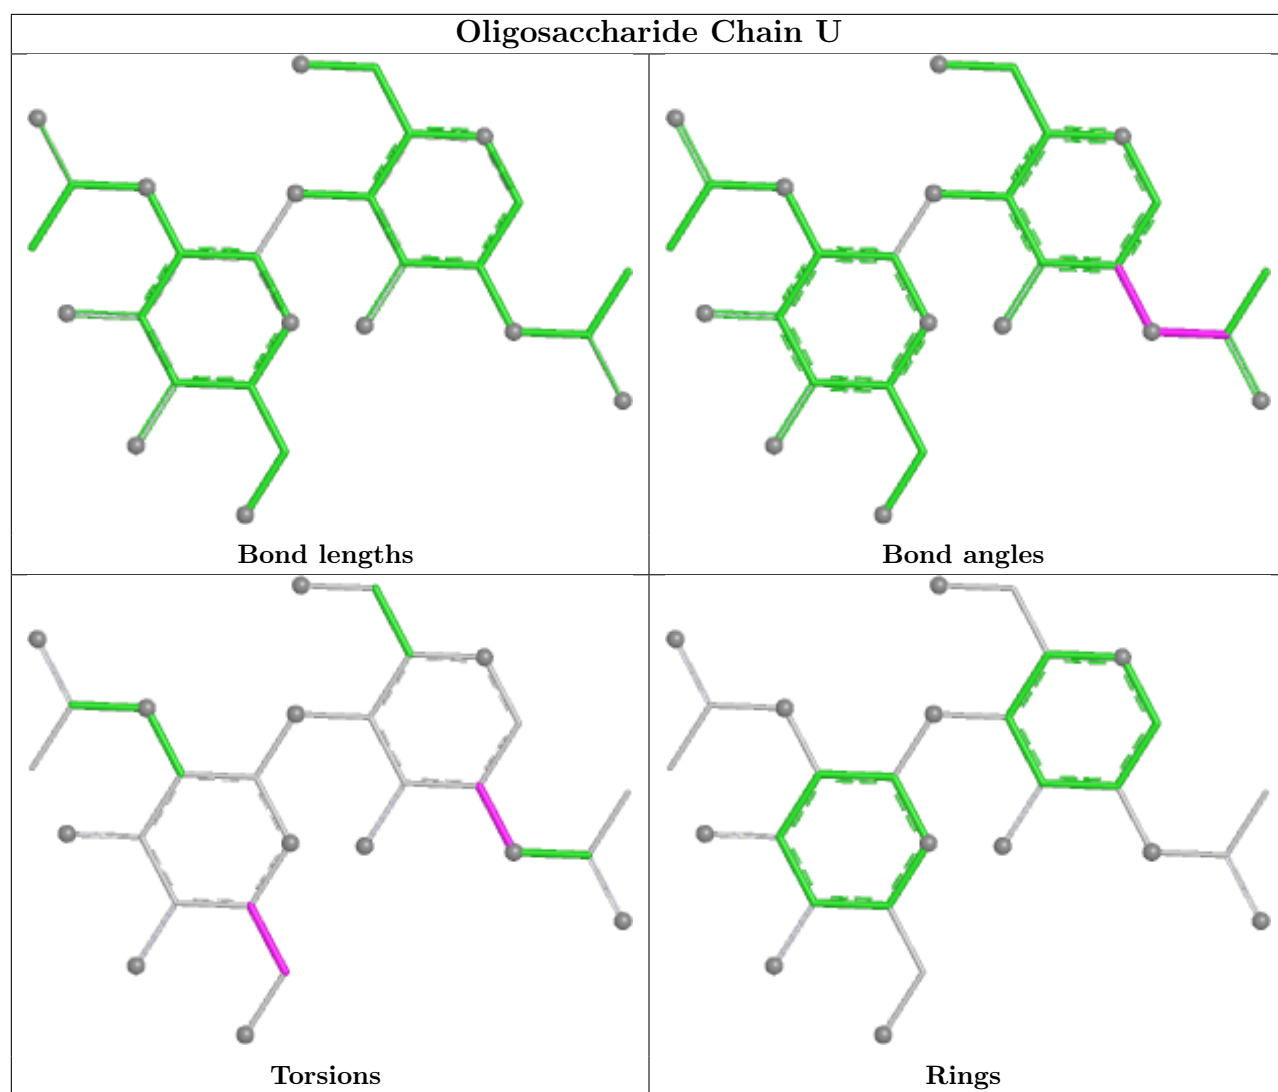 Oligosaccharide Chain U
Bond lengths
Bond angles
Torsions
Rings